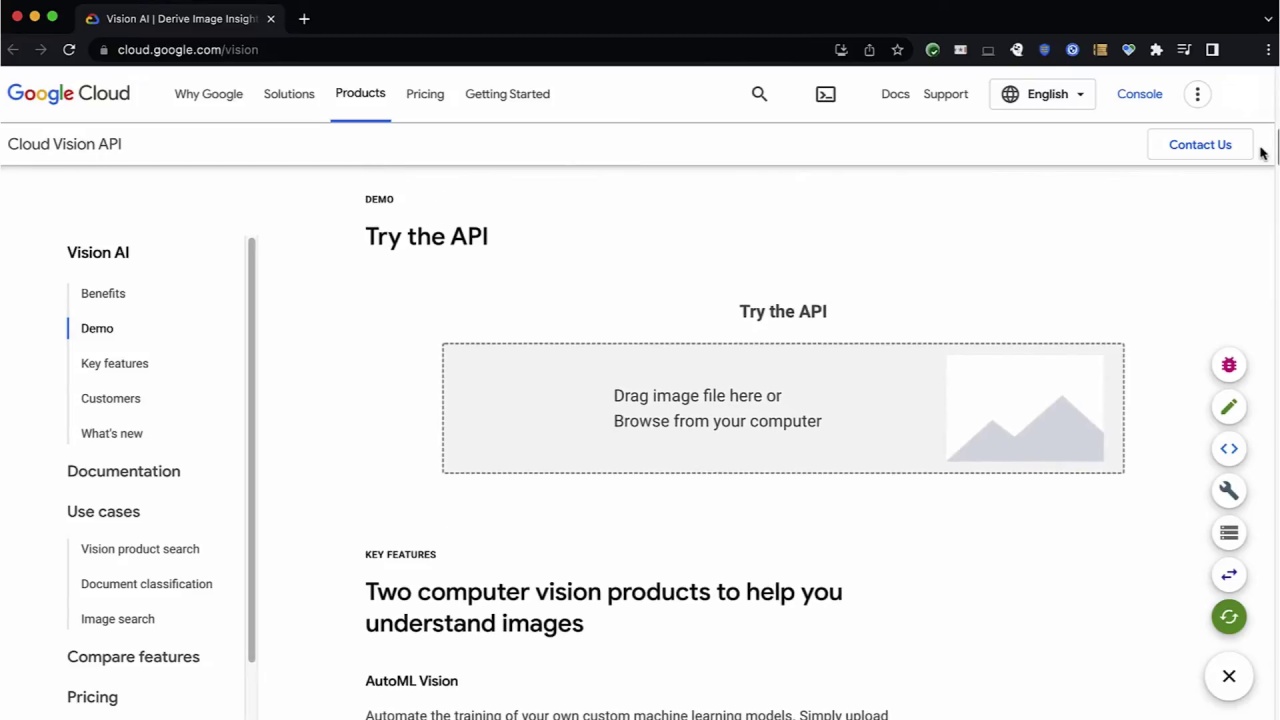 Vision AI | Derive Image Insight
cloud.google.com/vision
Google Cloud
Why Google
Solutions
Products
Pricing
Getting Started
Docs
Support
English
Console
Cloud Vision API
Contact Us
Vision AI
Benefits
Demo
Key features
Customers
What's new
Documentation
Use cases
Vision product search
Document classification
Image search
Compare features
Pricing
DEMO
Try the API
Try the API
Drag image file here or
Browse from your computer
KEY FEATURES
Two computer vision products to help you
understand images
AutoML Vision
Automate the training of your own custom machine learning models. Simply upload